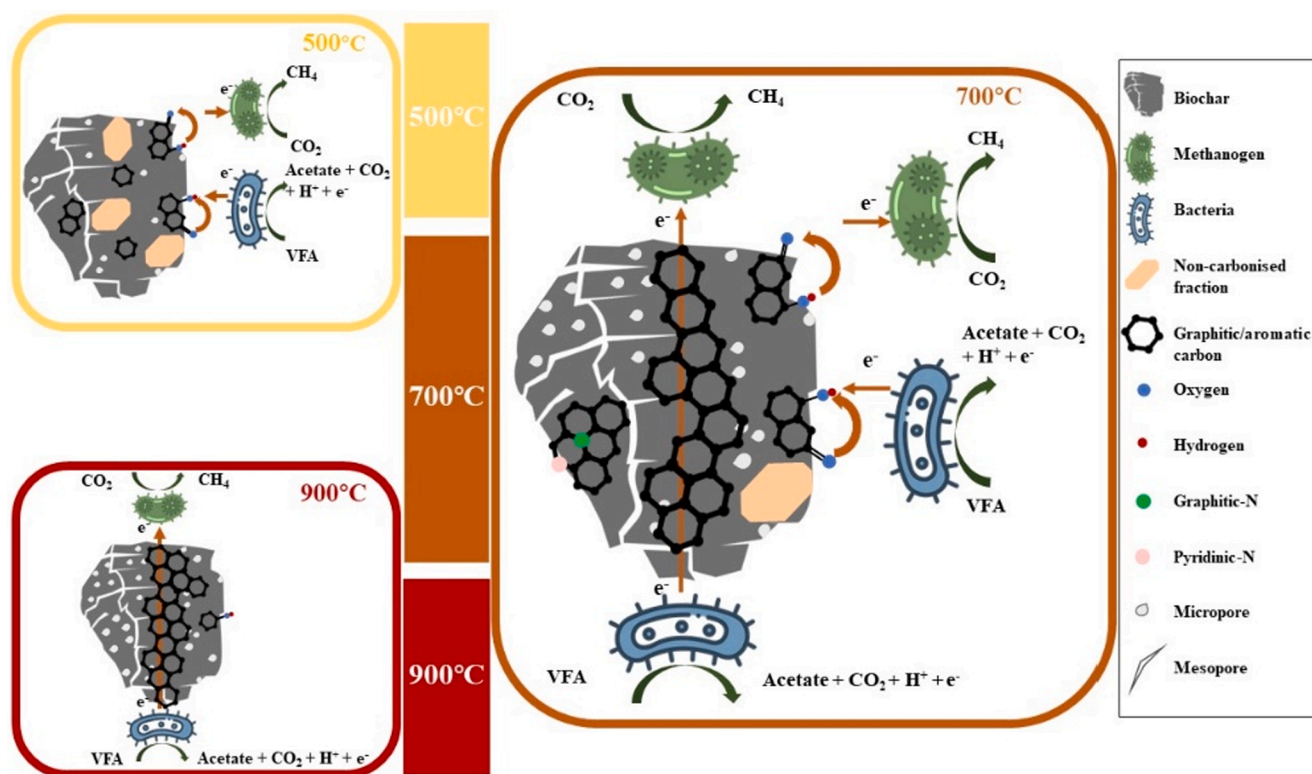 500°C
CH₄
e⁻
CO₂
e⁻
Acetate + CO₂
+ H⁺ + e⁻
VFA
500°C
700°C
900°C
900°C
CO₂
CH₄
e⁻
e⁻
VFA
Acetate + CO₂ + H⁺ + e⁻
700°C
CO₂
CH₄
CH₄
e⁻
e⁻
CO₂
Acetate + CO₂
+ H⁺ + e⁻
e⁻
VFA
e⁻
VFA
Acetate + CO₂ + H⁺ + e⁻
Biochar
Methanogen
Bacteria
Non-carbonised
fraction
Graphitic/aromatic
carbon
Oxygen
Hydrogen
Graphitic-N
Pyridinic-N
Micropore
Mesopore